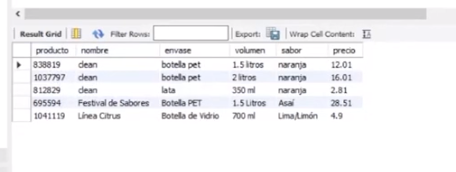 Result Grid Filter Rows: Export: Wrap Cell Content:
producto nombre envase volumen sabor precio
838819 clean botella pet 1.5 litros naranja 12.01
1037797 clean botella pet 2 litros naranja 16.01
812829 clean lata 350 ml naranja 2.81
695594 Festival de Sabores Botella PET 1.5 Litros Asaí 28.51
1041119 Línea Citrus Botella de Vidrio 700 ml Lima/Limón 4.9